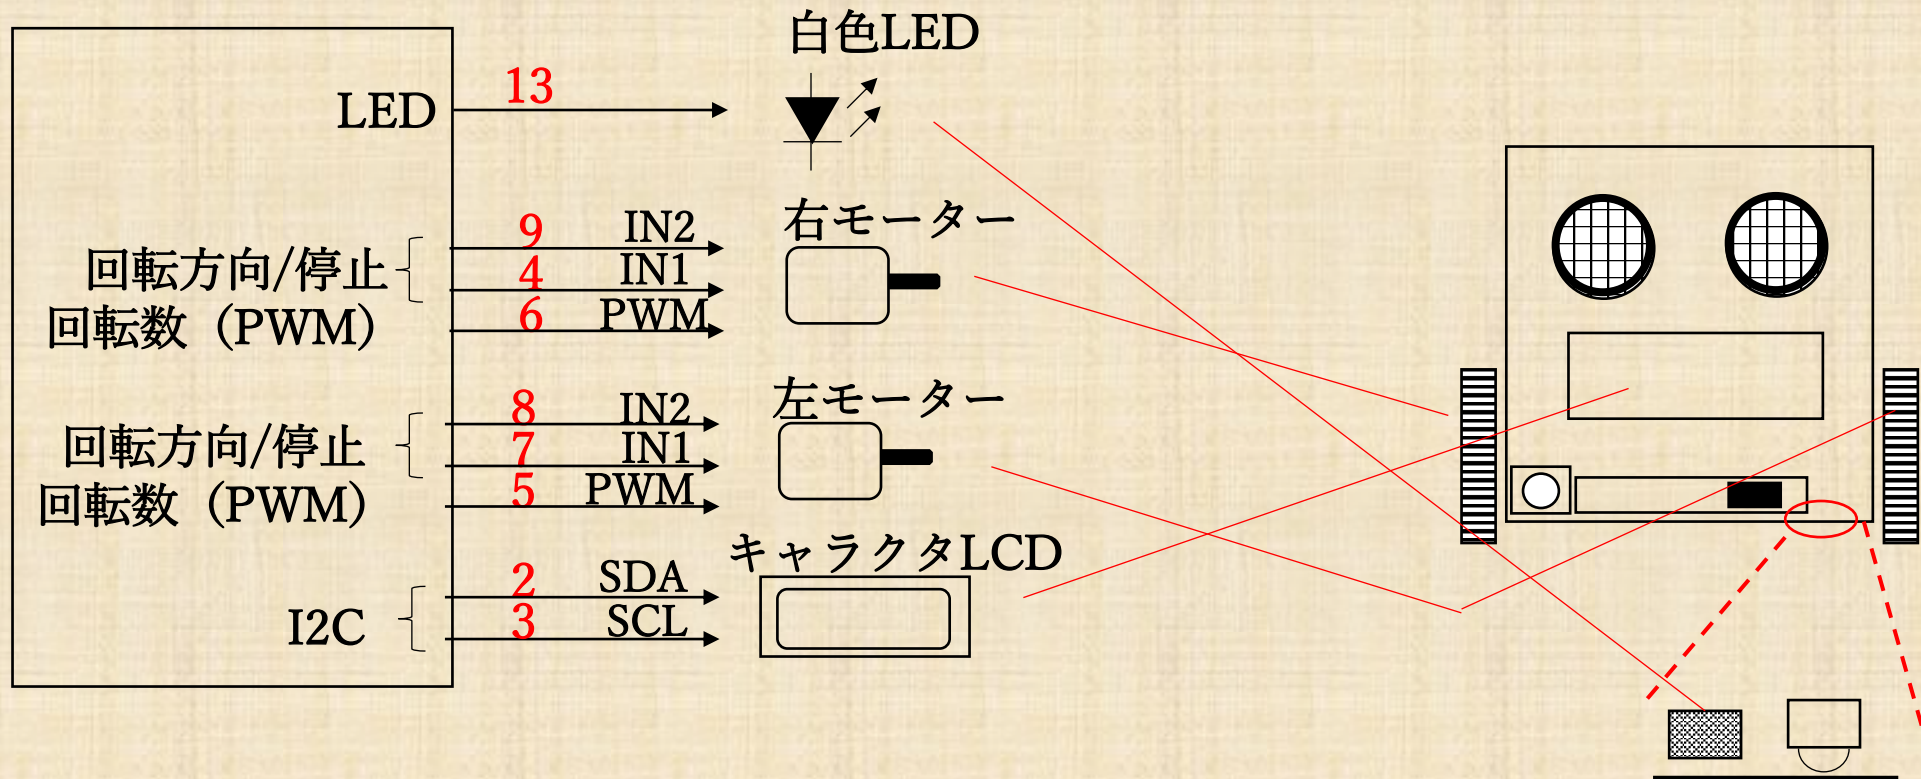 白色LED
LED
13
右モーター
回転方向/停止
9
IN2
4
IN1
回転数（PWM）
6
PWM
左モーター
回転方向/停止
8
IN2
7
IN1
回転数（PWM）
5
PWM
キャラクタLCD
I2C
2
SDA
3
SCL